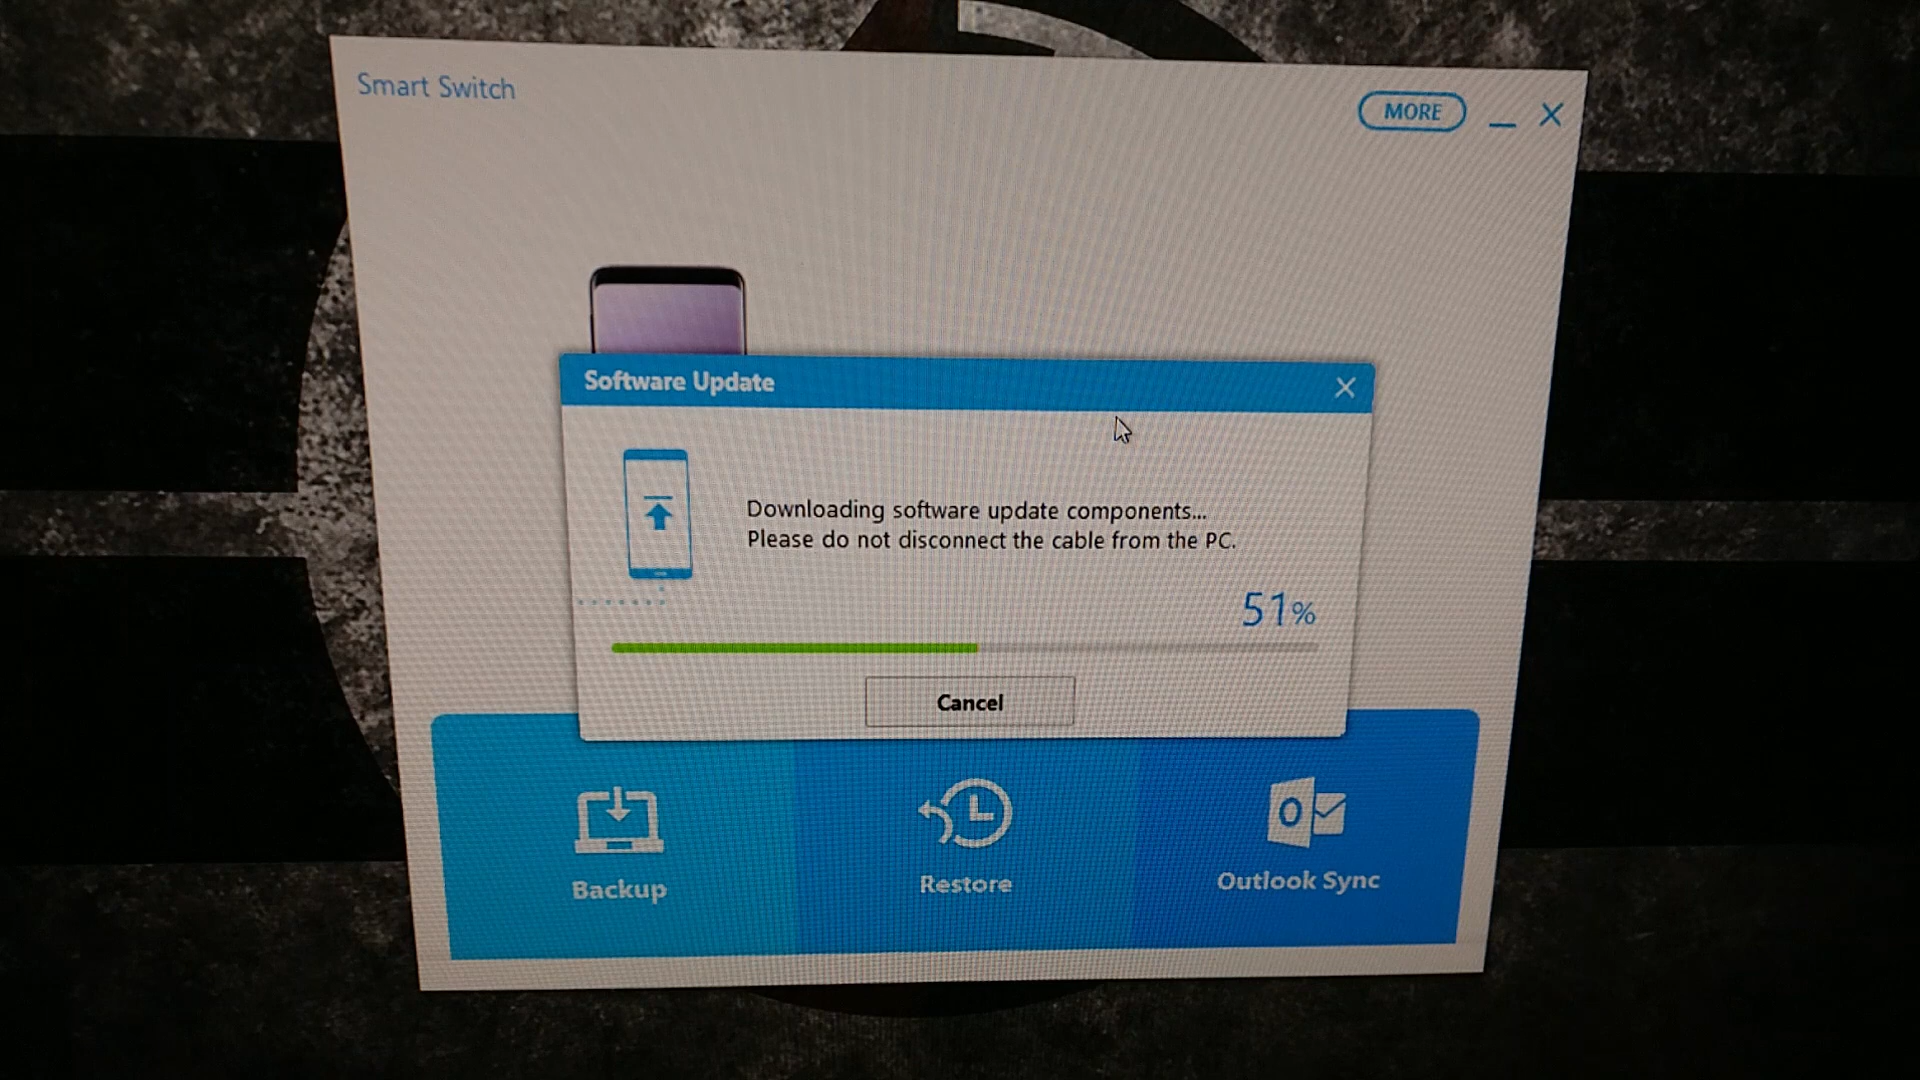 Smart Switch
MORE
Software Update
Downloading software update components...
Please do not disconnect the cable from the PC.
51%
Cancel
Backup
Restore
Outlook Sync